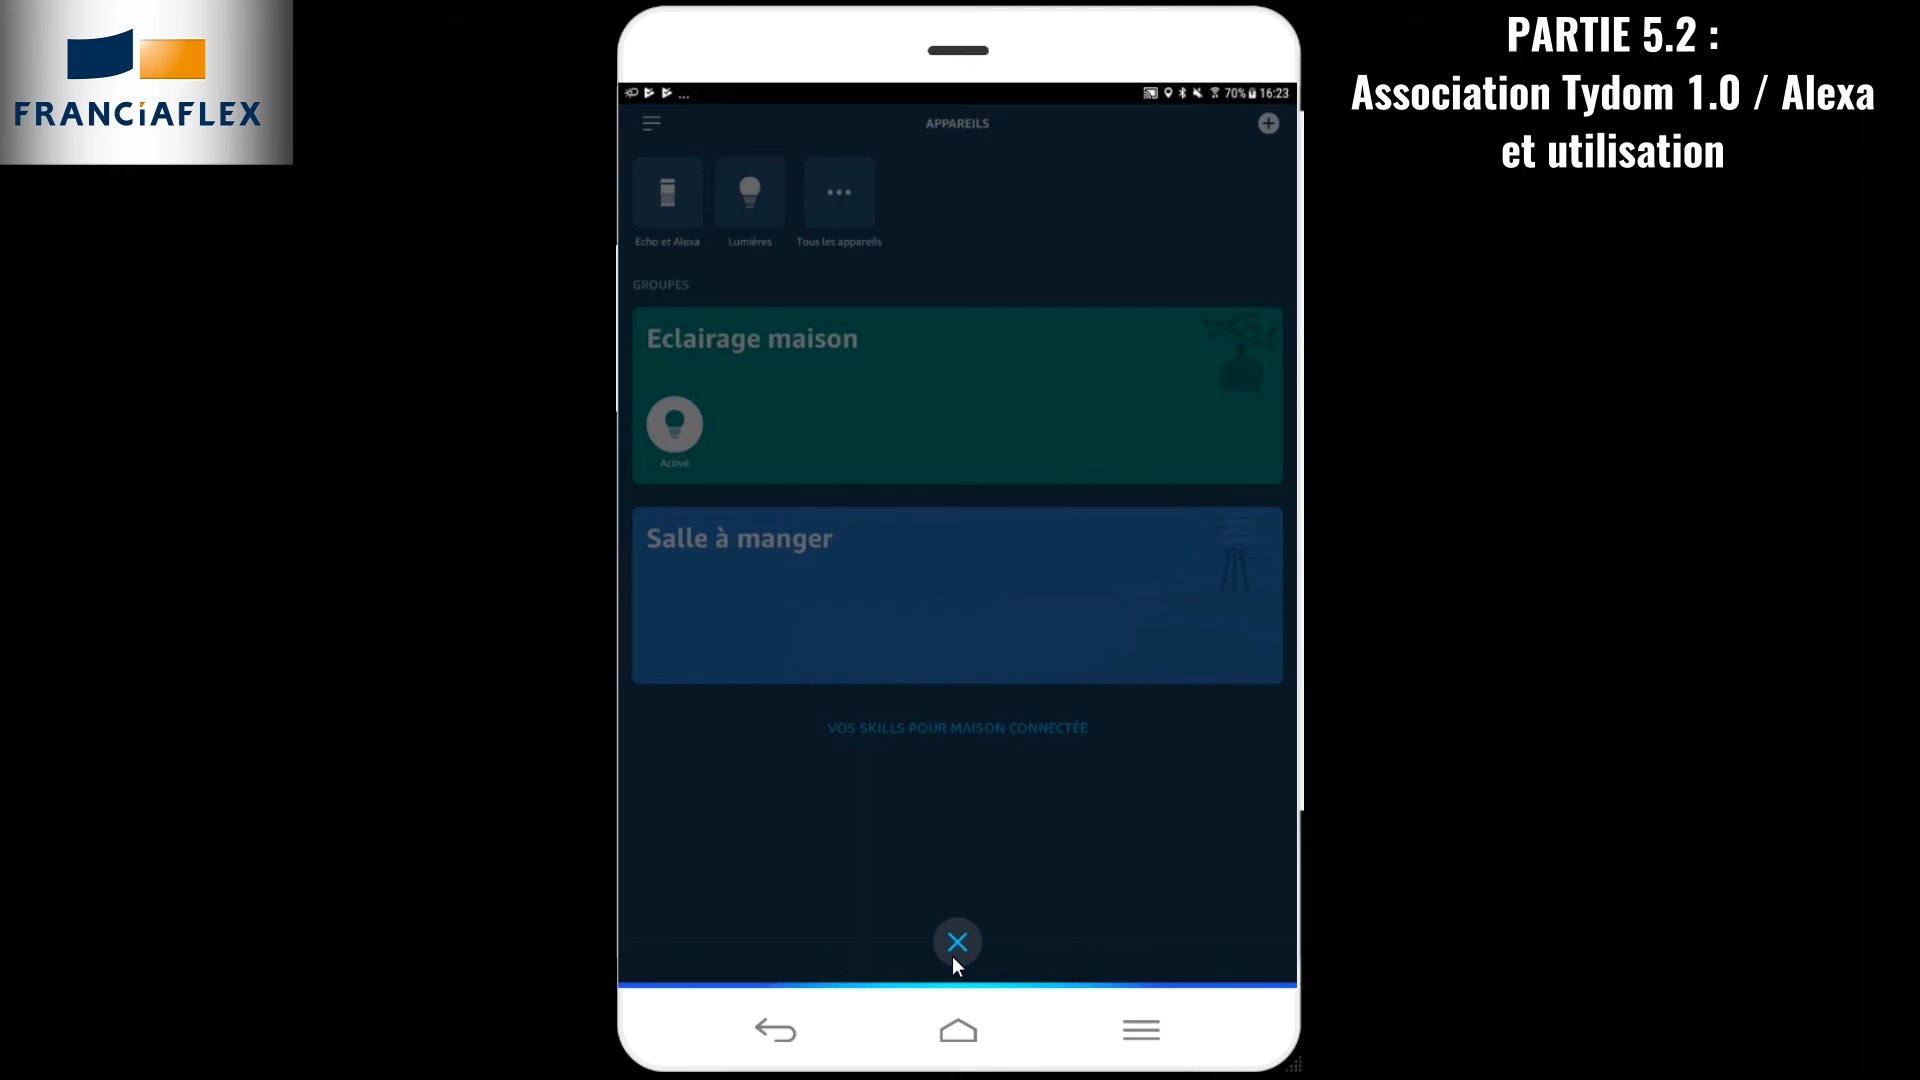 FRANCiAFLEX
PARTIE 5.2 :
Association Tydom 1.0 / Alexa
et utilisation
... 70% 16:23
APPAREILS
Echo et Alexa
Lumières
Tous les appareils
GROUPES
Eclairage maison
Activé
Salle à manger
VOS SKILLS POUR MAISON CONNECTÉE